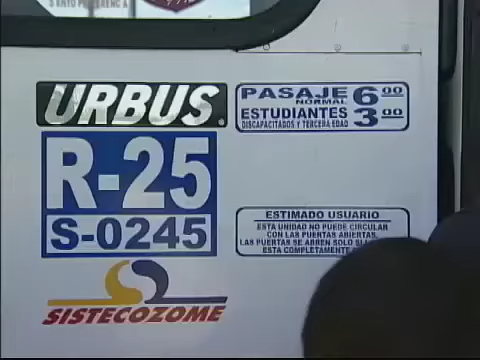 URBUS.
PASAJE 6 00
NORMAL
ESTUDIANTES 3 00
DISCAPACITADOS Y TERCERA EDAD
R-25
S-0245
ESTIMADO USUARIO
ESTA UNIDAD NO PUEDE CIRCULAR
CON LAS PUERTAS ABIERTAS,
LAS PUERTAS SE ABREN SOLO
ESTA COMPLETAMENTE
SISTECOZOME